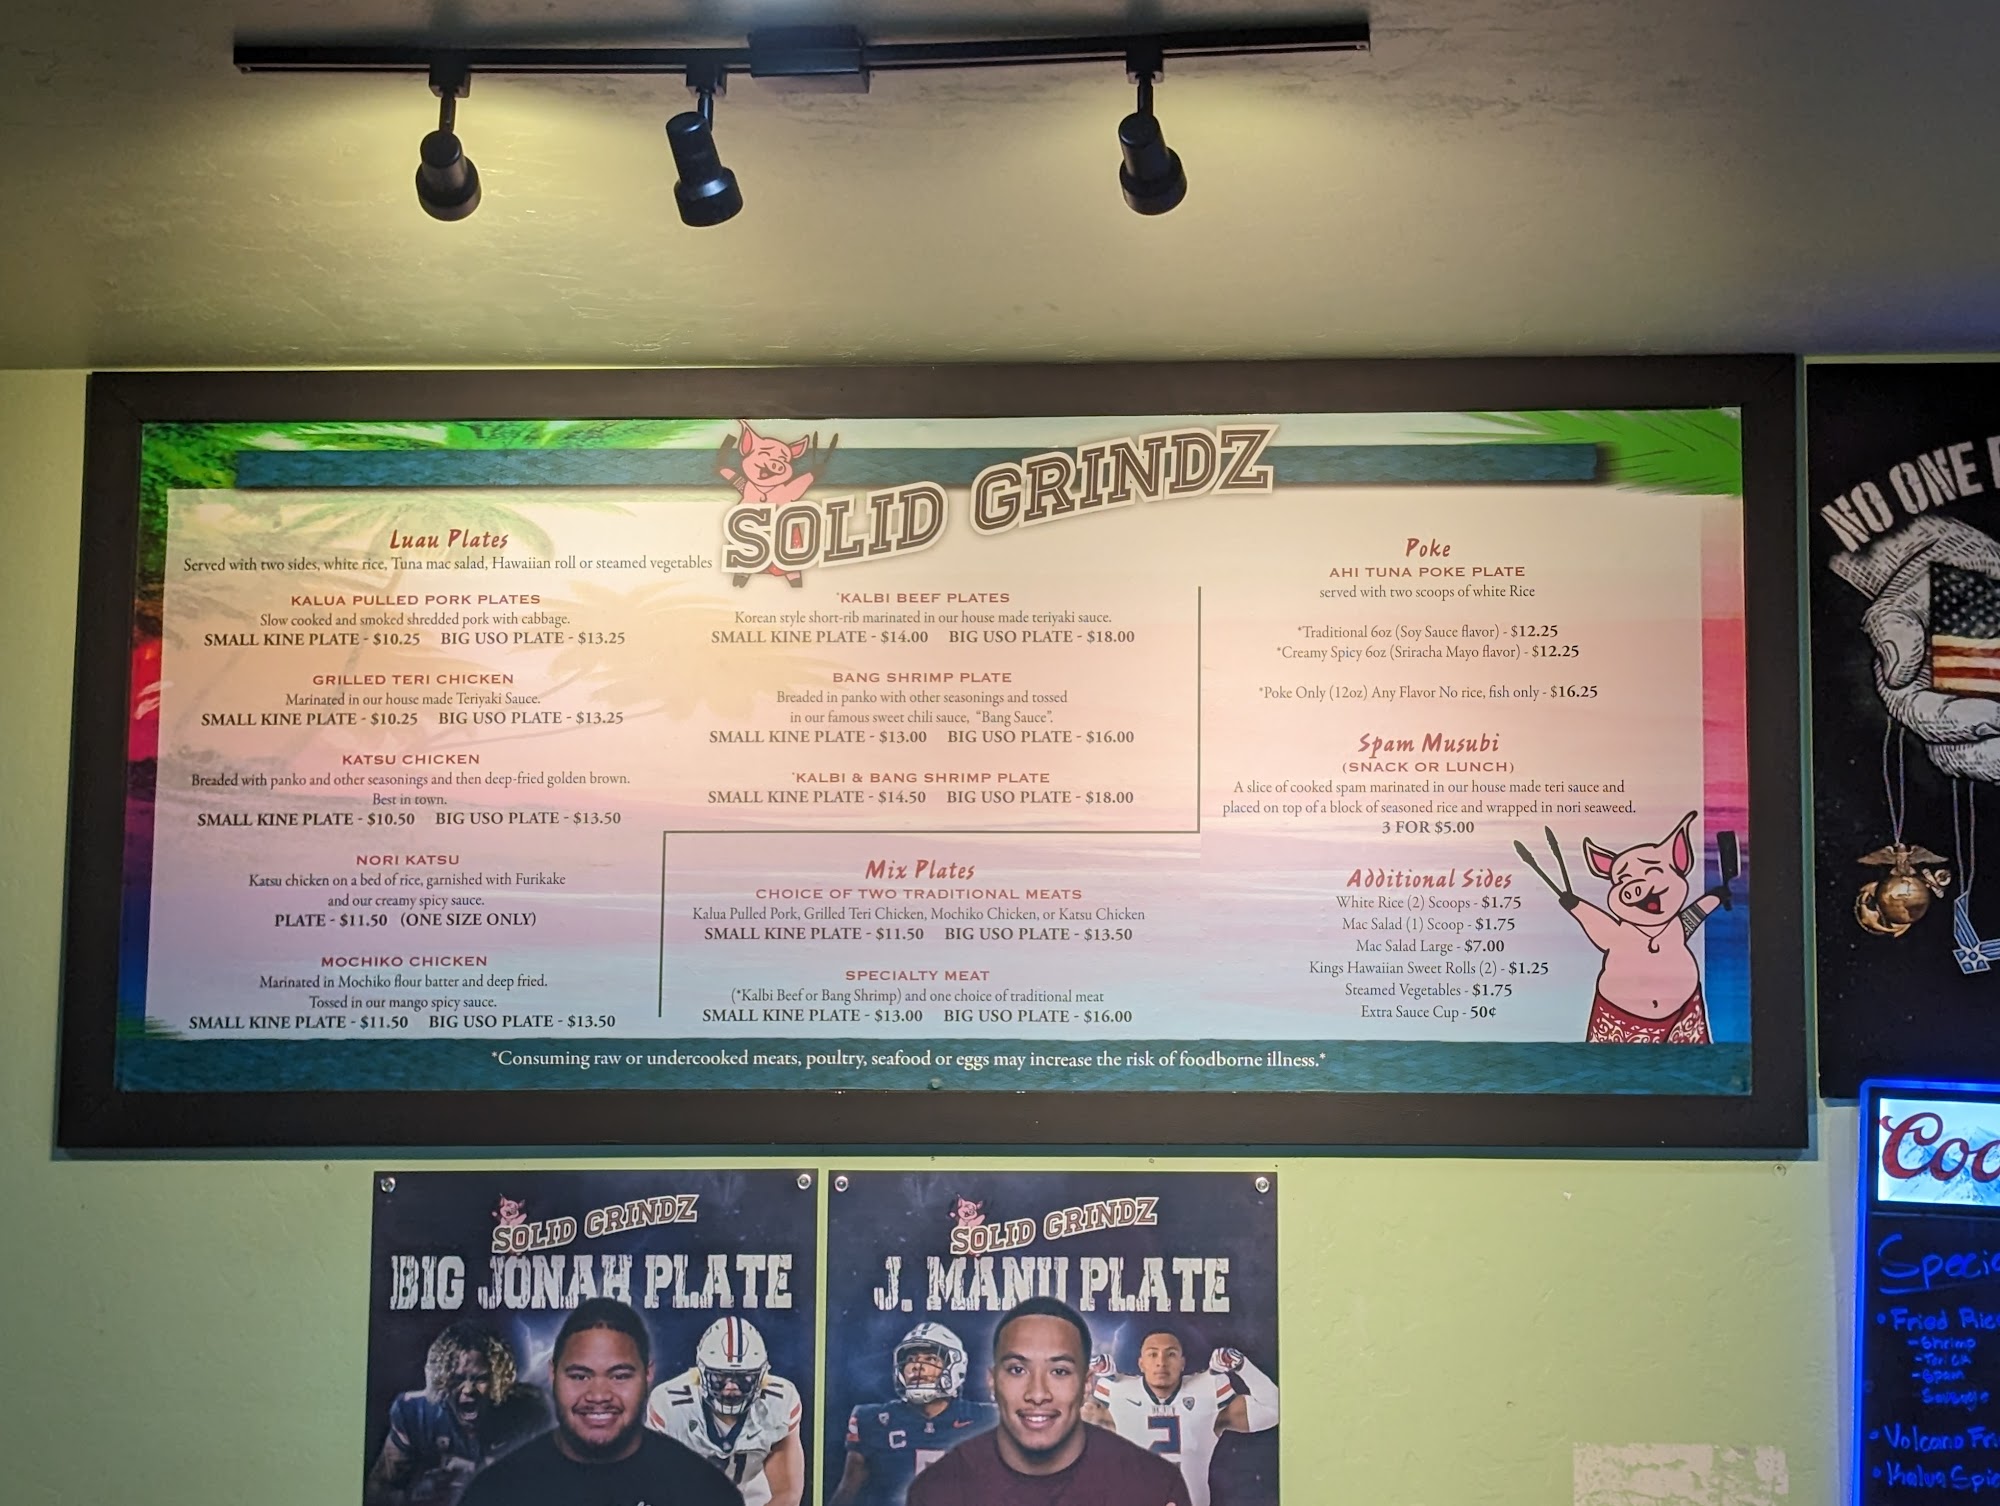 SOLID GRINDZ
Luau Plates
Served with two sides, white rice, Tuna mac salad, Hawaiian roll or steamed vegetables
KALUA PULLED PORK PLATES
Slow cooked and smoked shredded pork with cabbage.
SMALL KINE PLATE - $10.25 BIG USO PLATE - $13.25
GRILLED TERI CHICKEN
Marinated in our house made Teriyaki Sauce.
SMALL KINE PLATE - $10.25 BIG USO PLATE - $13.25
KATSU CHICKEN
Breaded with panko and other seasonings and then deep-fried golden brown.
Best in town.
SMALL KINE PLATE - $10.50 BIG USO PLATE - $13.50
NORI KATSU
Katsu chicken on a bed of rice, garnished with Furikake
and our creamy spicy sauce.
PLATE - $11.50 (ONE SIZE ONLY)
MOCHIKO CHICKEN
Marinated in Mochiko flour batter and deep fried.
Tossed in our mango spicy sauce.
SMALL KINE PLATE - $11.50 BIG USO PLATE - $13.50
*KALBI BEEF PLATES
Korean style short-rib marinated in our house made teriyaki sauce.
SMALL KINE PLATE - $14.00 BIG USO PLATE - $18.00
BANG SHRIMP PLATE
Breaded in panko with other seasonings and tossed
in our famous sweet chili sauce, "Bang Sauce".
SMALL KINE PLATE - $13.00 BIG USO PLATE - $16.00
*KALBI & BANG SHRIMP PLATE
SMALL KINE PLATE - $14.50 BIG USO PLATE - $18.00
Mix Plates
CHOICE OF TWO TRADITIONAL MEATS
Kalua Pulled Pork, Grilled Teri Chicken, Mochiko Chicken, or Katsu Chicken
SMALL KINE PLATE - $11.50 BIG USO PLATE - $13.50
SPECIALTY MEAT
(*Kalbi Beef or Bang Shrimp) and one choice of traditional meat
SMALL KINE PLATE - $13.00 BIG USO PLATE - $16.00
Poke
AHI TUNA POKE PLATE
served with two scoops of white Rice
*Traditional 6oz (Soy Sauce flavor) - $12.25
*Creamy Spicy 6oz (Sriracha Mayo flavor) - $12.25
*Poke Only (12oz) Any Flavor No rice, fish only - $16.25
Spam Musubi
(SNACK OR LUNCH)
A slice of cooked spam marinated in our house made teri sauce and
placed on top of a block of seasoned rice and wrapped in nori seaweed.
3 FOR $5.00
Additional Sides
White Rice (2) Scoops - $1.75
Mac Salad (1) Scoop - $1.75
Mac Salad Large - $7.00
Kings Hawaiian Sweet Rolls (2) - $1.25
Steamed Vegetables - $1.75
Extra Sauce Cup - 50¢
*Consuming raw or undercooked meats, poultry, seafood or eggs may increase the risk of foodborne illness.*
NO ONE
SOLID GRINDZ
BIG JONAH PLATE
71
71
71
SOLID GRINDZ
J. MANU PLATE
C
2
Coo
Specia
• Fried Rice
- Shrimp
- Teri CK
- Spam
Sausage
• Volcano Fr
• Kalua Spic